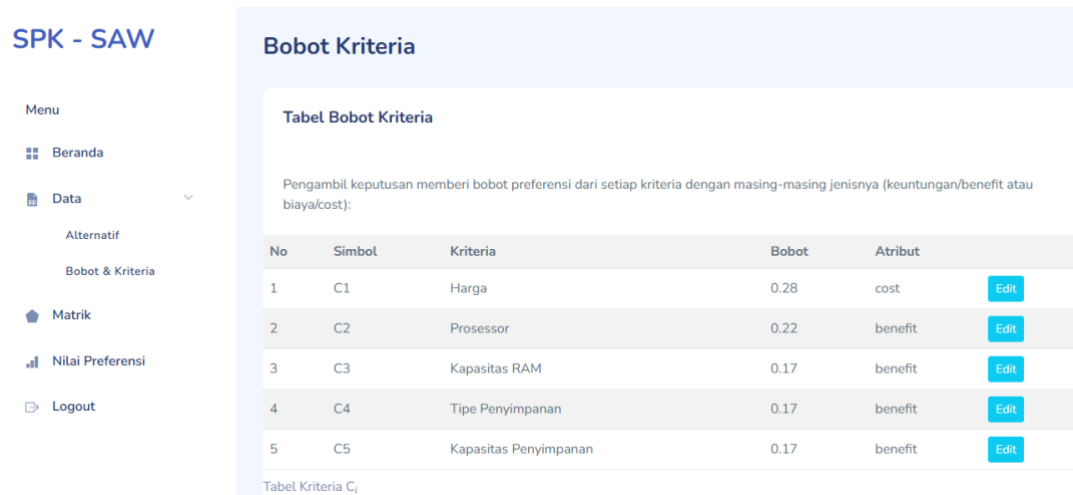 SPK - SAW
Menu
Beranda
Data
Alternatif
Bobot & Kriteria
Matrik
Nilai Preferensi
Logout
Bobot Kriteria
Tabel Bobot Kriteria
Pengambil keputusan memberi bobot preferensi dari setiap kriteria dengan masing-masing jenisnya (keuntungan/benefit atau
biaya/cost):
No Simbol Kriteria Bobot Atribut
1 C1 Harga 0.28 cost Edit
2 C2 Prosessor 0.22 benefit Edit
3 C3 Kapasitas RAM 0.17 benefit Edit
4 C4 Tipe Penyimpanan 0.17 benefit Edit
5 C5 Kapasitas Penyimpanan 0.17 benefit Edit
Tabel Kriteria Ci